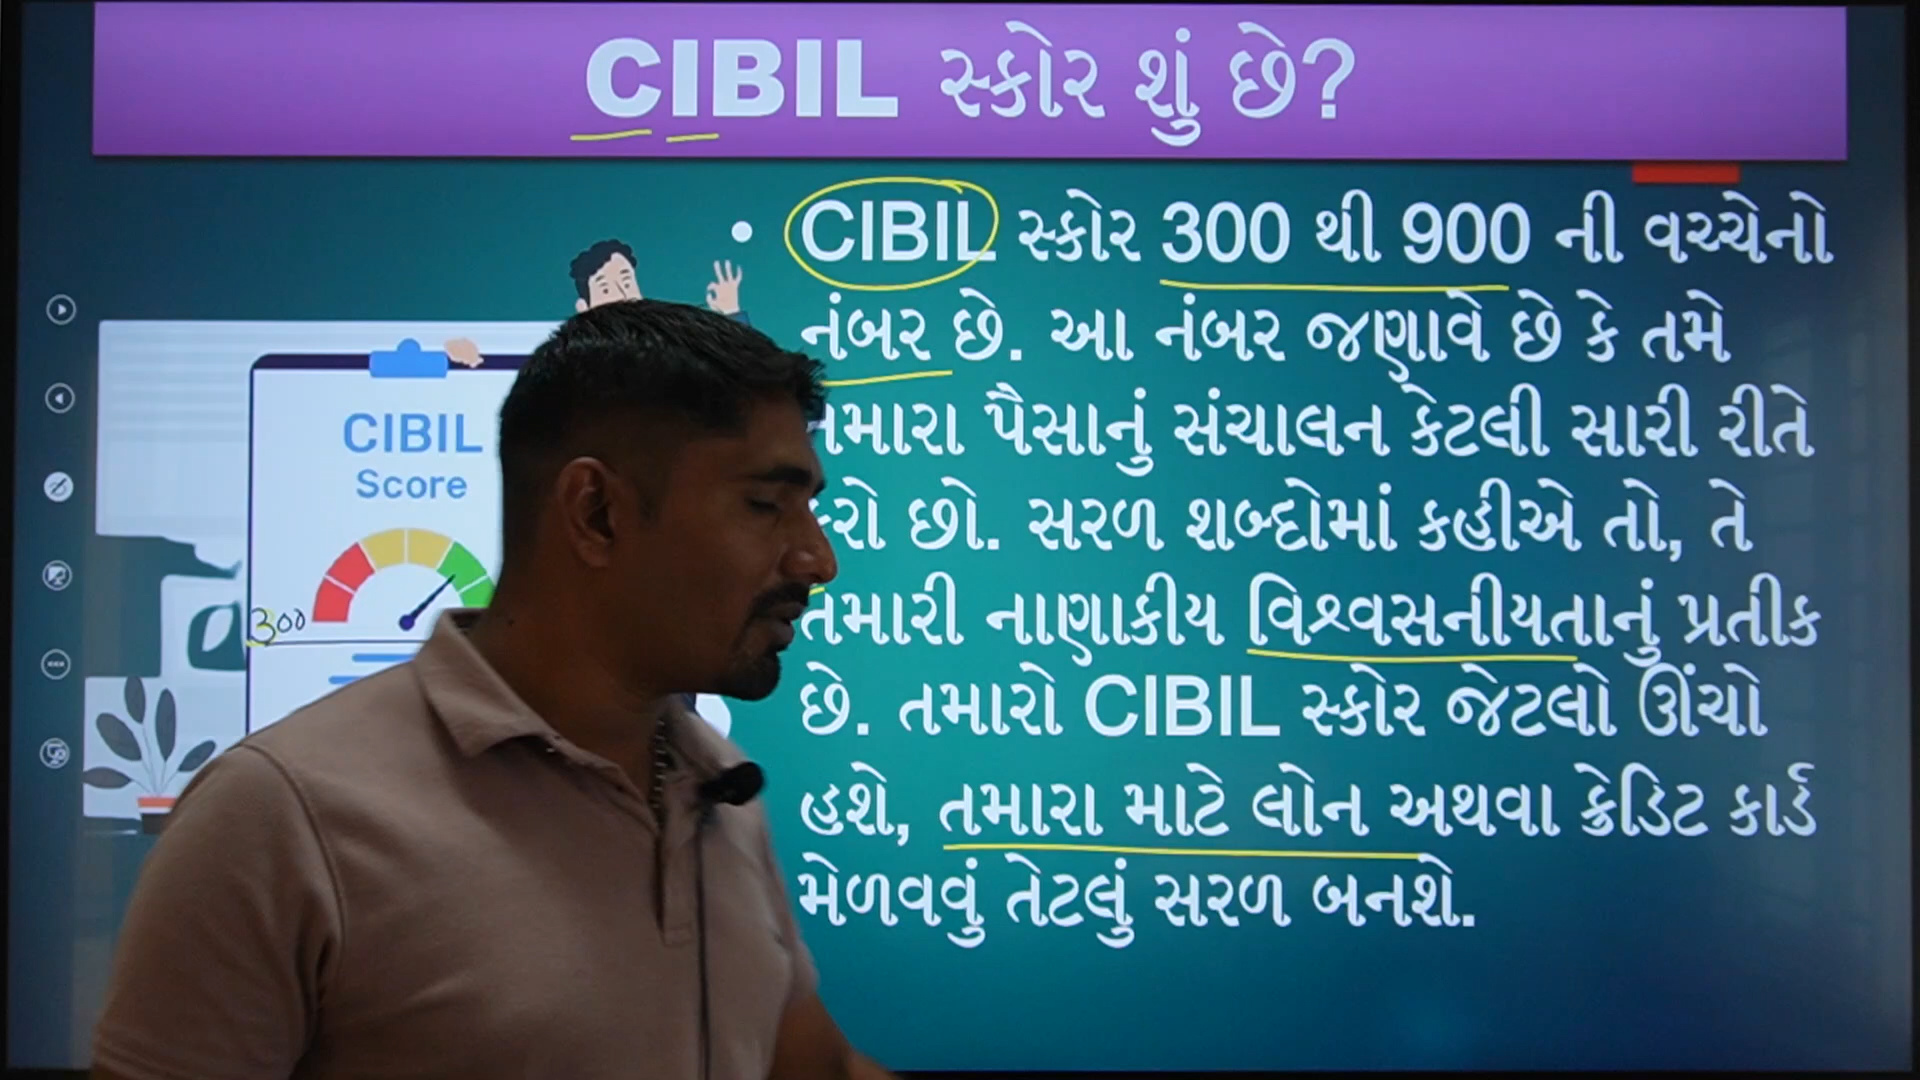 CIBIL સ્કોર શું છે?
• CIBIL સ્કોર 300 થી 900 ની વચ્ચેનો
નંબર છે. આ નંબર જણાવે છે કે તમે
પૈસાનું સંચાલન કેટલી સારી રીતે
છો. સરળ શબ્દોમાં કહીએ તો, તે
તમારી નાણાકીય વિશ્વસનીયતાનું પ્રતીક
છે. તમારો CIBIL સ્કોર જેટલો ઊંચો
હશે, તમારા માટે લોન અથવા ક્રેડિટ કાર્ડ
મેળવવું તેટલું સરળ બનશે.
CIBIL
Score
300